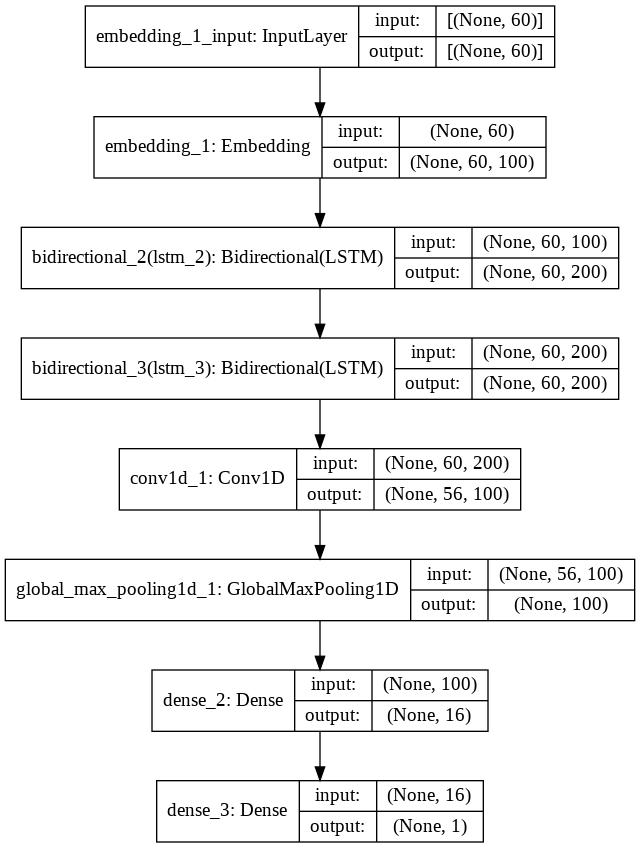 embedding_1_input: InputLayer
input: [(None, 60)]
output: [(None, 60)]
embedding_1: Embedding
input: (None, 60)
output: (None, 60, 100)
bidirectional_2(lstm_2): Bidirectional(LSTM)
input: (None, 60, 100)
output: (None, 60, 200)
bidirectional_3(lstm_3): Bidirectional(LSTM)
input: (None, 60, 200)
output: (None, 60, 200)
conv1d_1: Conv1D
input: (None, 60, 200)
output: (None, 56, 100)
global_max_pooling1d_1: GlobalMaxPooling1D
input: (None, 56, 100)
output: (None, 100)
dense_2: Dense
input: (None, 100)
output: (None, 16)
dense_3: Dense
input: (None, 16)
output: (None, 1)